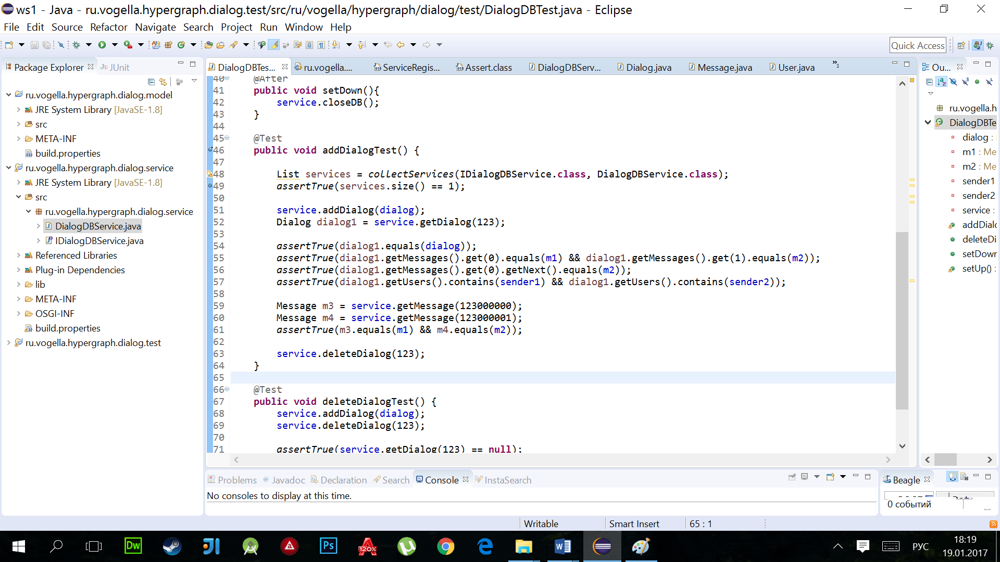 ws1 - Java - ru.vogella.hypergraph.dialog.test/src/ru/vogella/hypergraph/dialog/test/DialogDBTest.java - Eclipse
File Edit Source Refactor Navigate Search Project Run Window Help
Quick Access
Package Explorer JUnit
ru.vogella.hypergraph.dialog.model
JRE System Library [JavaSE-1.8]
src
META-INF
build.properties
ru.vogella.hypergraph.dialog.service
JRE System Library [JavaSE-1.8]
src
ru.vogella.hypergraph.dialog.service
DialogDBService.java
IDialogDBService.java
Referenced Libraries
Plug-in Dependencies
lib
META-INF
OSGI-INF
build.properties
ru.vogella.hypergraph.dialog.test
DialogDBTes... ru.vogella.... ServiceRegis... Assert.class DialogDBServ... Dialog.java Message.java User.java 3
40 @After
41 public void setDown(){
42 service.closeDB();
43 }
44
45 @Test
46 public void addDialogTest() {
47
48 List services = collectServices(IDialogDBService.class, DialogDBService.class);
49 assertTrue(services.size() == 1);
50
51 service.addDialog(dialog);
52 Dialog dialog1 = service.getDialog(123);
53
54 assertTrue(dialog1.equals(dialog));
55 assertTrue(dialog1.getMessages().get(0).equals(m1) && dialog1.getMessages().get(1).equals(m2));
56 assertTrue(dialog1.getMessages().get(0).getNext().equals(m2));
57 assertTrue(dialog1.getUsers().contains(sender1) && dialog1.getUsers().contains(sender2));
58
59 Message m3 = service.getMessage(123000000);
60 Message m4 = service.getMessage(123000001);
61 assertTrue(m3.equals(m1) && m4.equals(m2));
62
63 service.deleteDialog(123);
64 }
65
66 @Test
67 public void deleteDialogTest() {
68 service.addDialog(dialog);
69 service.deleteDialog(123);
70
71 assertTrue(service.getDialog(123) == null);
Ou...
ru.vogella.h
DialogDBTe
dialog :
m1 : Me
m2 : Me
sender1
sender2
service :
addDialo
deleteDi
setDown
setUp() :
Problems Javadoc Declaration Search Console InstaSearch
No consoles to display at this time.
Beagle
0 событий
Writable Smart Insert 65 : 1
Dw Ps 120% РУС
18:19
19.01.2017